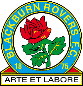 BLACKBURN ROVERS F.C.
18 75
ARTE ET LABORE